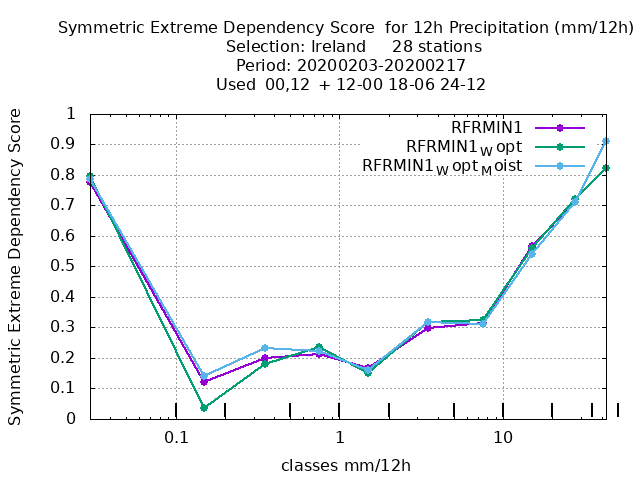 Symmetric Extreme Dependency Score  for 12h Precipitation (mm/12h)
Selection: Ireland     28 stations
Period: 20200203-20200217
Used  00,12  + 12-00 18-06 24-12
Symmetric Extreme Dependency Score
1
0.9
0.8
0.7
0.6
0.5
0.4
0.3
0.2
0.1
0
RFRMIN1
RFRMIN1Wopt
RFRMIN1WoptMoist
0.1 1 10
classes mm/12h